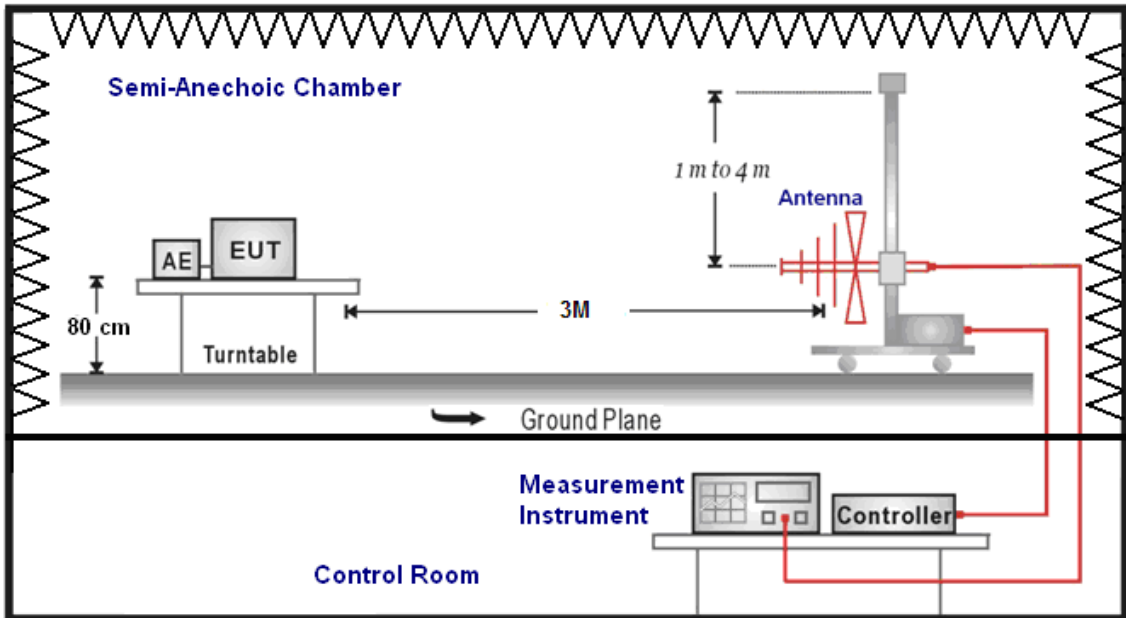 Semi-Anechoic Chamber
1 m to 4 m
Antenna
AE
EUT
80 cm
3M
Turntable
Ground Plane
Measurement
Instrument
Controller
Control Room